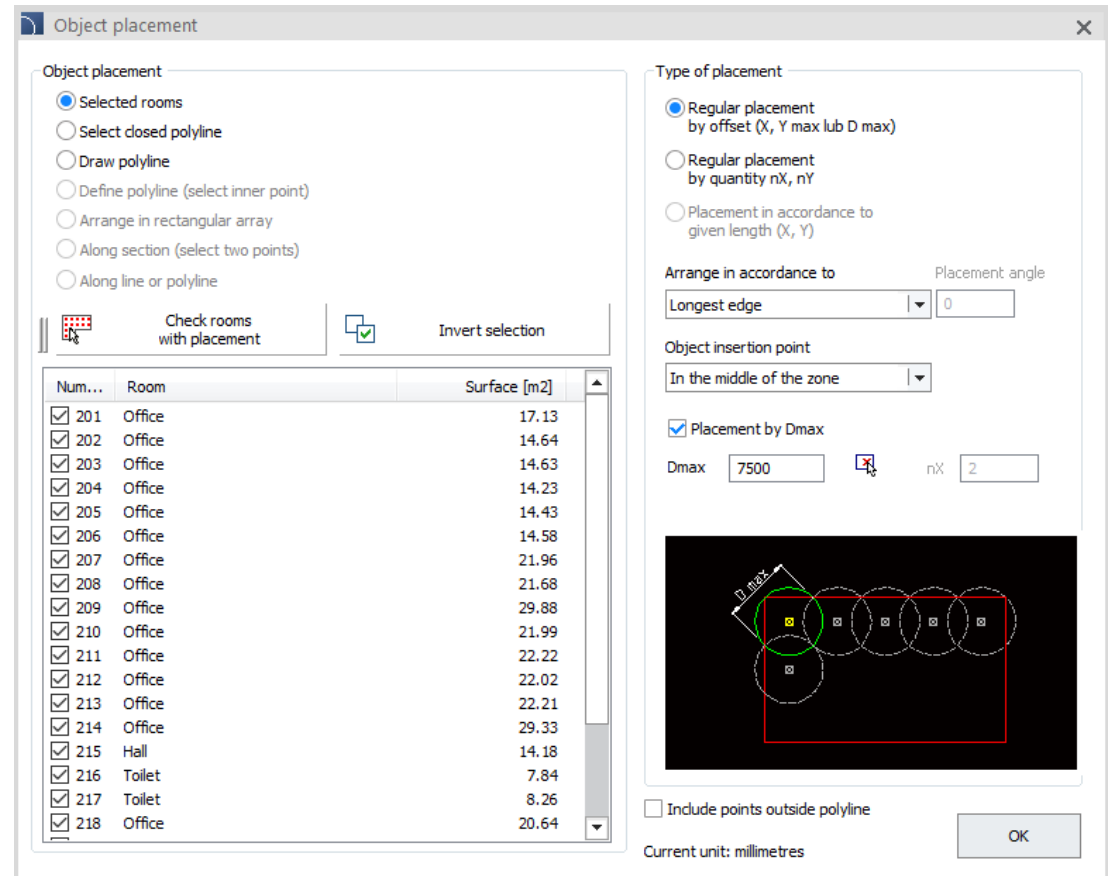 Object placement
Object placement
Selected rooms
Select closed polyline
Draw polyline
Define polyline (select inner point)
Arrange in rectangular array
Along section (select two points)
Along line or polyline
Check rooms
with placement
Invert selection
Num... Room Surface [m2]
201 Office 17.13
202 Office 14.64
203 Office 14.63
204 Office 14.23
205 Office 14.43
206 Office 14.58
207 Office 21.96
208 Office 21.68
209 Office 29.88
210 Office 21.99
211 Office 22.22
212 Office 22.02
213 Office 22.21
214 Office 29.33
215 Hall 14.18
216 Toilet 7.84
217 Toilet 8.26
218 Office 20.64
Type of placement
Regular placement
by offset (X, Y max lub D max)
Regular placement
by quantity nX, nY
Placement in accordance to
given length (X, Y)
Arrange in accordance to Placement angle
Longest edge 0
Object insertion point
In the middle of the zone
Placement by Dmax
Dmax 7500 nX 2
D max
Include points outside polyline
Current unit: millimetres
OK